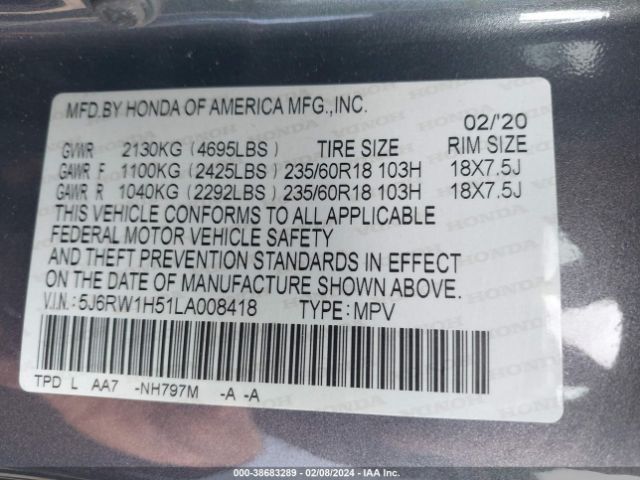 MFD.BY HONDA OF AMERICA MFG.,INC.
02/'20
GVWR 2130KG (4695LBS) TIRE SIZE RIM SIZE
GAWR F 1100KG (2425LBS) 235/60R18 103H 18X7.5J
GAWR R 1040KG (2292LBS) 235/60R18 103H 18X7.5J
THIS VEHICLE CONFORMS TO ALL APPLICABLE
FEDERAL MOTOR VEHICLE SAFETY
AND THEFT PREVENTION STANDARDS IN EFFECT
ON THE DATE OF MANUFACTURE SHOWN ABOVE.
V.I.N.: 5J6RW1H51LA008418 TYPE: MPV
TPD L AA7 -NH797M -A -A
000-38683289 - 02/08/2024 - IAA Inc.